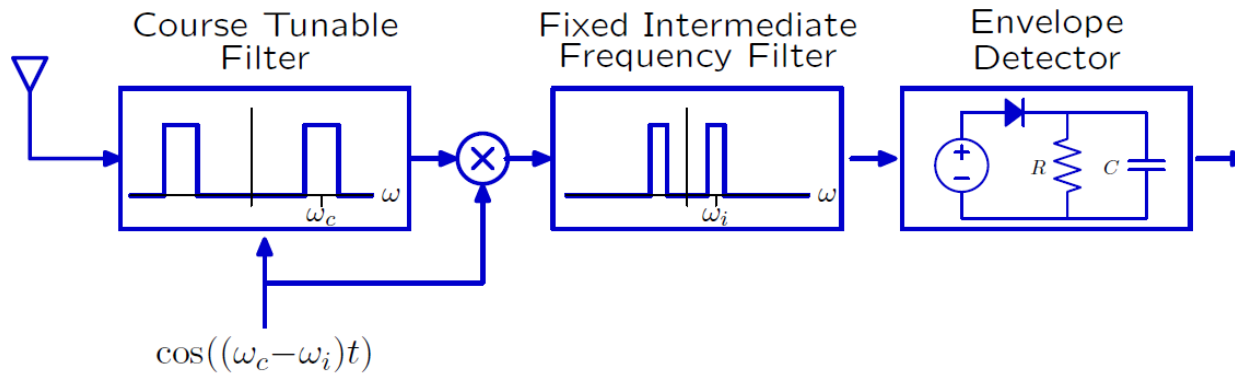 Course Tunable
Filter
ω
ω_c
Fixed Intermediate
Frequency Filter
ω
ω_i
Envelope
Detector
+
−
R
C
×
cos((ω_c−ω_i)t)